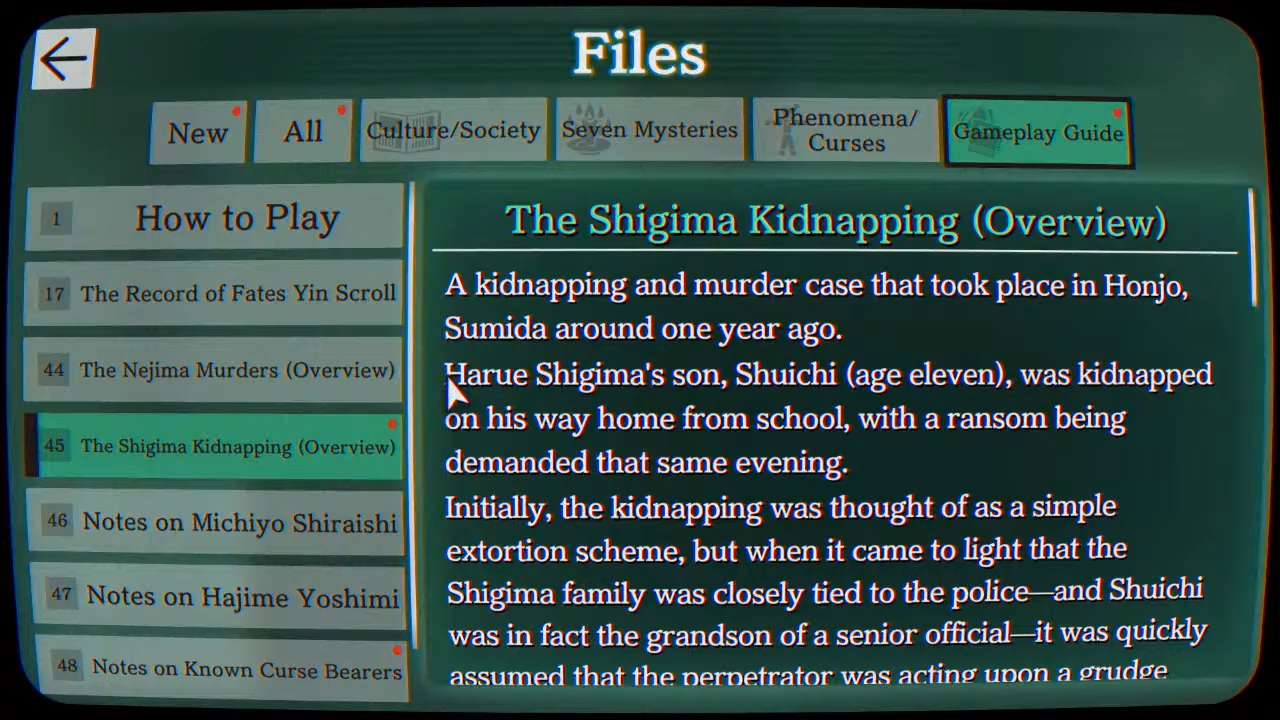 Files
New
All
Culture/Society
Seven Mysteries
Phenomena/
Curses
Gameplay Guide
1 How to Play
17 The Record of Fates Yin Scroll
44 The Nejima Murders (Overview)
45 The Shigima Kidnapping (Overview)
46 Notes on Michiyo Shiraishi
47 Notes on Hajime Yoshimi
48 Notes on Known Curse Bearers
The Shigima Kidnapping (Overview)
A kidnapping and murder case that took place in Honjo,
Sumida around one year ago.
Harue Shigima's son, Shuichi (age eleven), was kidnapped
on his way home from school, with a ransom being
demanded that same evening.
Initially, the kidnapping was thought of as a simple
extortion scheme, but when it came to light that the
Shigima family was closely tied to the police—and Shuichi
was in fact the grandson of a senior official—it was quickly
assumed that the perpetrator was acting upon a grudge